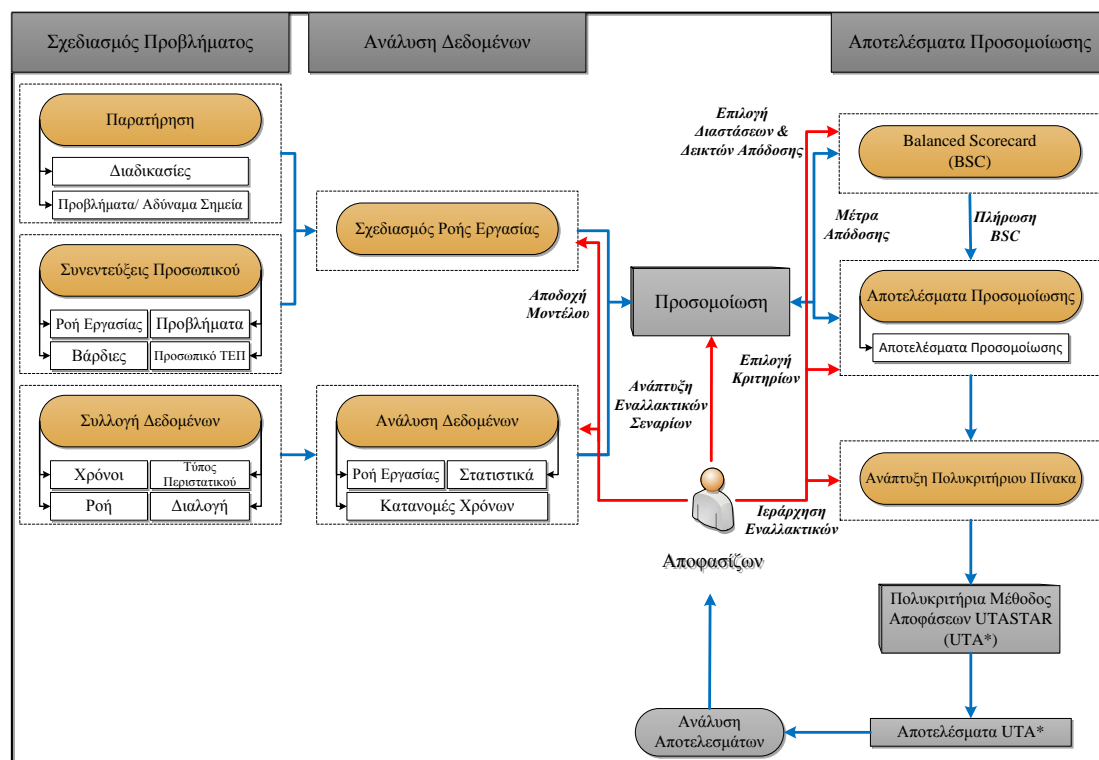 Σχεδιασμός Προβλήματος
Ανάλυση Δεδομένων
Αποτελέσματα Προσομοίωσης
Παρατήρηση
Διαδικασίες
Προβλήματα/ Αδύναμα Σημεία
Συνεντεύξεις Προσωπικού
Ροή Εργασίας
Προβλήματα
Βάρδιες
Προσωπικό ΤΕΠ
Συλλογή Δεδομένων
Χρόνοι
Τύπος
Περιστατικού
Ροή
Διαλογή
Σχεδιασμός Ροής Εργασίας
Ανάλυση Δεδομένων
Ροή Εργασίας
Στατιστικά
Κατανομές Χρόνων
Αποδοχή
Μοντέλου
Προσομοίωση
Ανάπτυξη
Εναλλακτικών
Σεναρίων
Αποφασίζων
Επιλογή
Διαστάσεων &
Δεικτών Απόδοσης
Μέτρα
Απόδοσης
Επιλογή
Κριτηρίων
Ιεράρχηση
Εναλλακτικών
Balanced Scorecard
(BSC)
Πλήρωση
BSC
Αποτελέσματα Προσομοίωσης
Αποτελέσματα Προσομοίωσης
Ανάπτυξη Πολυκριτήριου Πίνακα
Πολυκριτήρια Μέθοδος
Αποφάσεων UTASTAR
(UTA*)
Αποτελέσματα UTA*
Ανάλυση
Αποτελεσμάτων